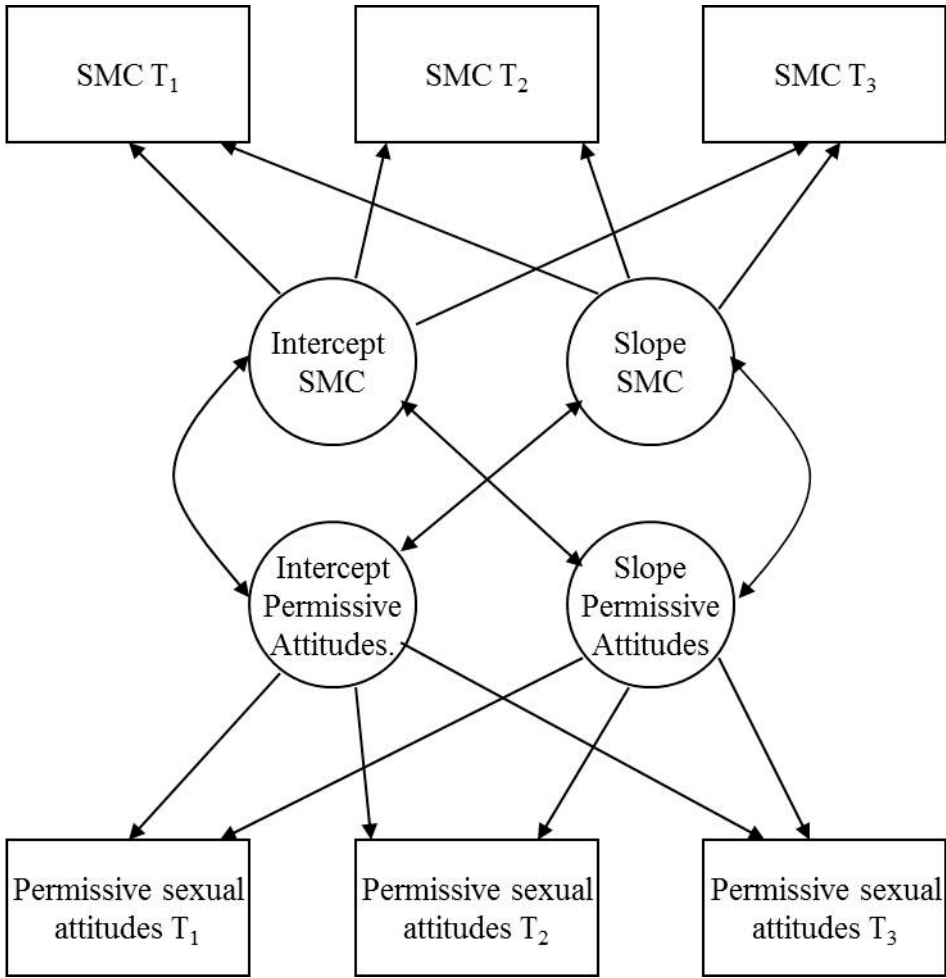 SMC T₁
SMC T₂
SMC T₃
Intercept
SMC
Slope
SMC
Intercept
Permissive
Attitudes.
Slope
Permissive
Attitudes
Permissive sexual
attitudes T₁
Permissive sexual
attitudes T₂
Permissive sexual
attitudes T₃